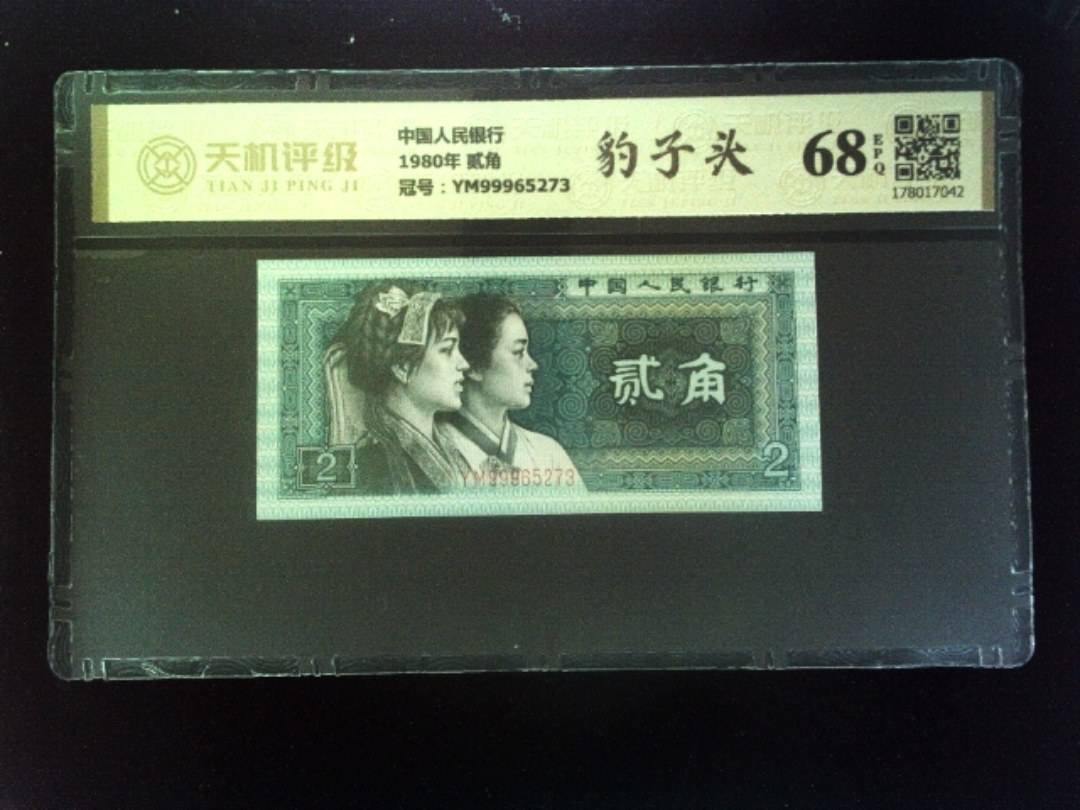 天机评级
TIAN JI PING JI
中国人民银行
1980年 贰角
冠号：YM99965273
豹子头
68
EPQ
178017042
中国人民银行
贰角
2
2
YM99965273